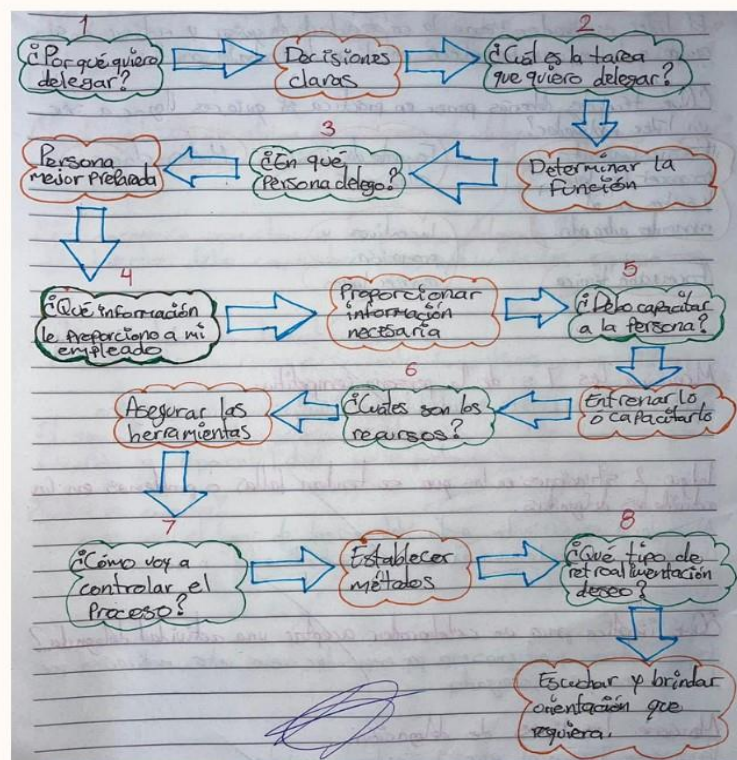 1
¿Por qué quiero
delegar?
Decisiones
claras
2
¿Cuál es la tarea
que quiero delegar?
Determinar la
función
3
¿En qué
Persona delego?
Persona
mejor preparada
4
¿Qué información
le proporciono a mi
empleado
Proporcionar
información
necesaria
5
¿Debo capacitar
a la persona?
Entrenarlo
o capacitarlo
6
¿Cuáles son los
recursos?
Asegurar las
herramientas
7
¿Cómo voy a
controlar el
Proceso?
Establecer
métodos
8
¿Qué tipo de
retroalimentación
deseo?
Escuchar y brindar
orientación que
requiera.